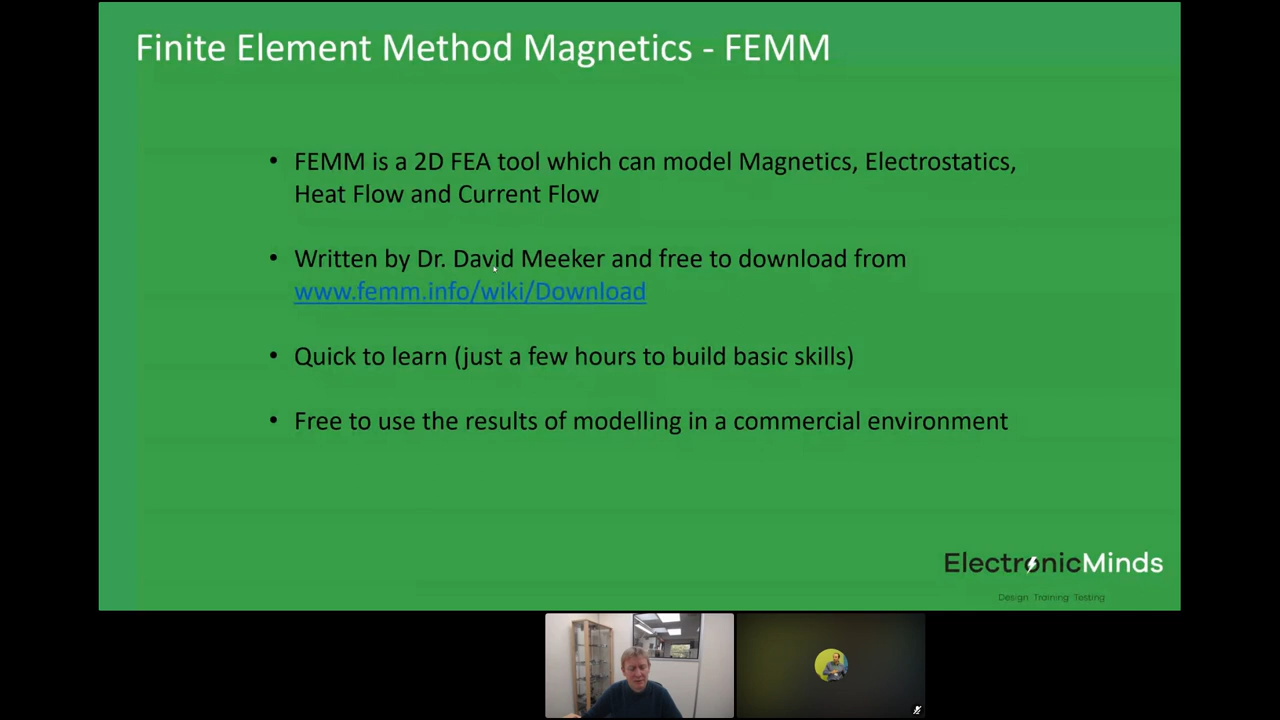 Finite Element Method Magnetics - FEMM
• FEMM is a 2D FEA tool which can model Magnetics, Electrostatics,
Heat Flow and Current Flow
• Written by Dr. David Meeker and free to download from
www.femm.info/wiki/Download
• Quick to learn (just a few hours to build basic skills)
• Free to use the results of modelling in a commercial environment
ElectronicMinds
Design Training Testing